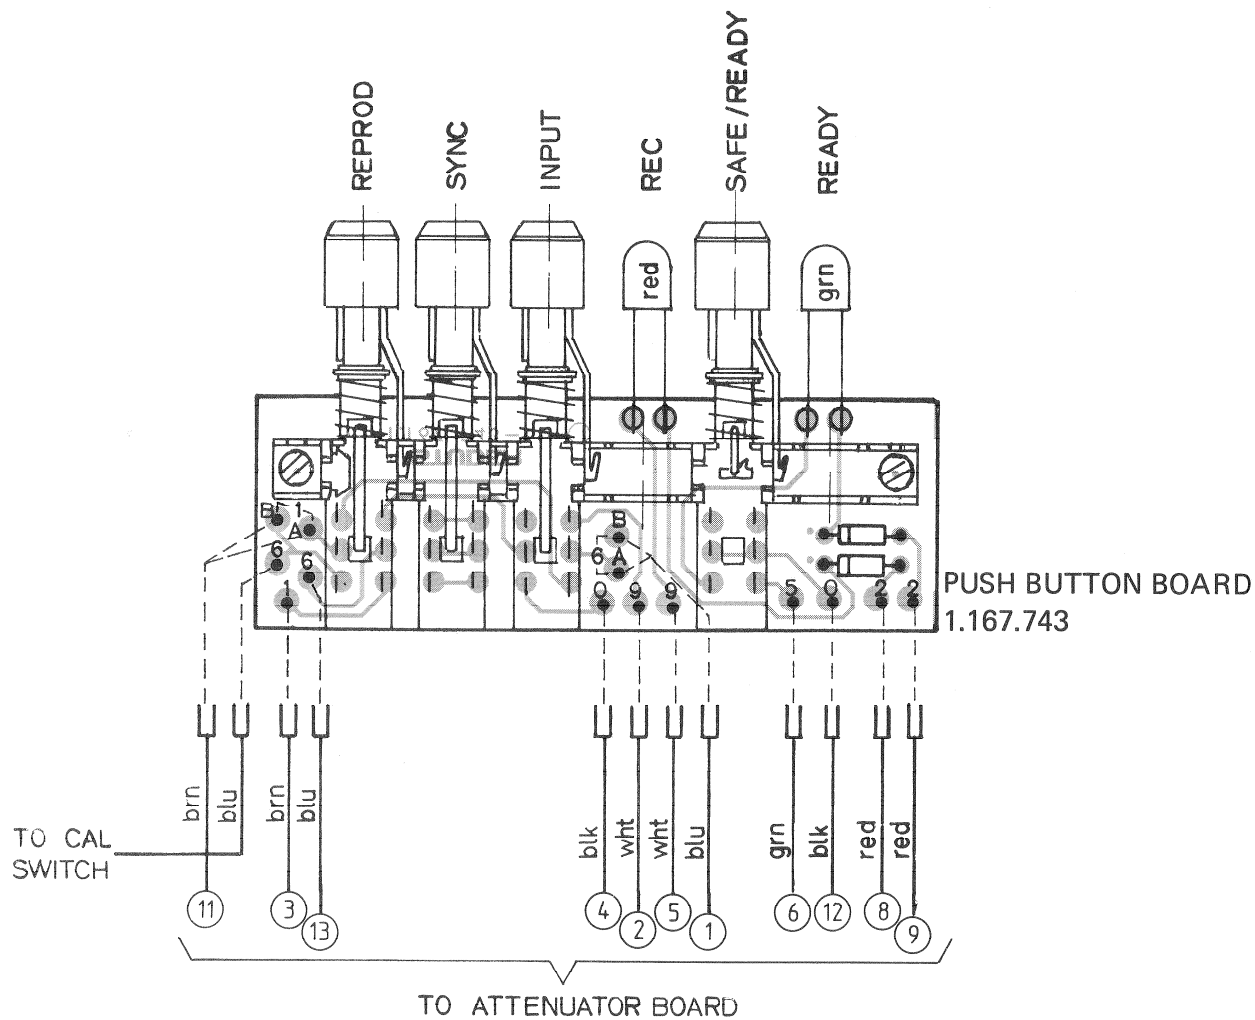 REPROD
SYNC
INPUT
REC
SAFE/READY
READY
red
grn
B 1
A
6
6
1
B
6 A
0 9 9
5 0 2 2
PUSH BUTTON BOARD
1.167.743
brn
blu
brn
blu
blk
wht
wht
blu
grn
blk
red
red
TO CAL
SWITCH
11
3
13
4
2
5
1
6
12
8
9
TO ATTENUATOR BOARD